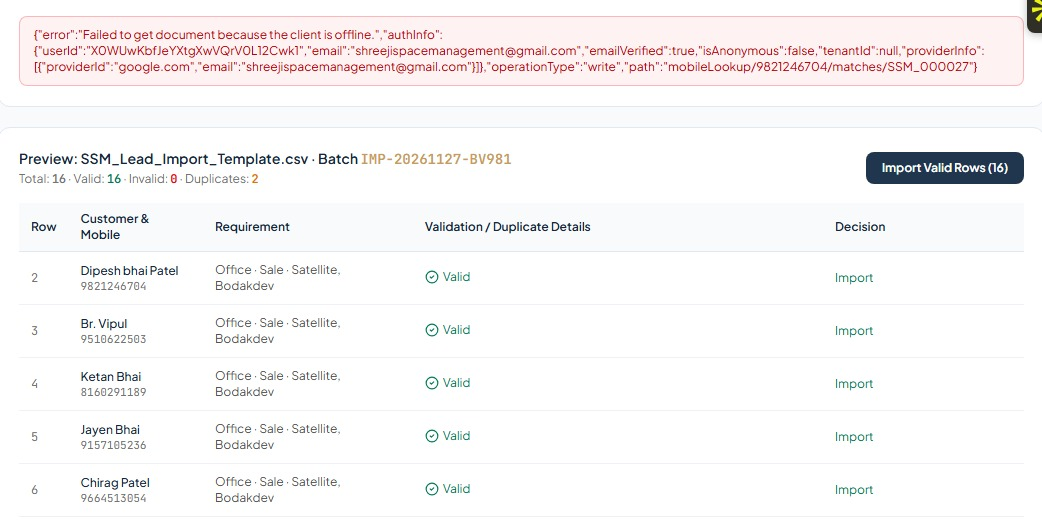 {"error":"Failed to get document because the client is offline.","authInfo":
{"userId":"X0WUwKbfJeYXtgXwVQrV0L12Cwk1","email":"shreejispacemanagement@gmail.com","emailVerified":true,"isAnonymous":false,"tenantId":null,"providerInfo":
[{"providerId":"google.com","email":"shreejispacemanagement@gmail.com"}]},"operationType":"write","path":"mobileLookup/9821246704/matches/SSM_000027"}
Preview: SSM_Lead_Import_Template.csv · Batch IMP-20261127-BV981
Total: 16 · Valid: 16 · Invalid: 0 · Duplicates: 2
Import Valid Rows (16)
Row Customer & Mobile Requirement Validation / Duplicate Details Decision
2 Dipesh bhai Patel Office · Sale · Satellite, Valid Import
9821246704 Bodakdev
3 Br. Vipul Office · Sale · Satellite, Valid Import
9510622503 Bodakdev
4 Ketan Bhai Office · Sale · Satellite, Valid Import
8160291189 Bodakdev
5 Jayen Bhai Office · Sale · Satellite, Valid Import
9157105236 Bodakdev
6 Chirag Patel Office · Sale · Satellite, Valid Import
9664513054 Bodakdev